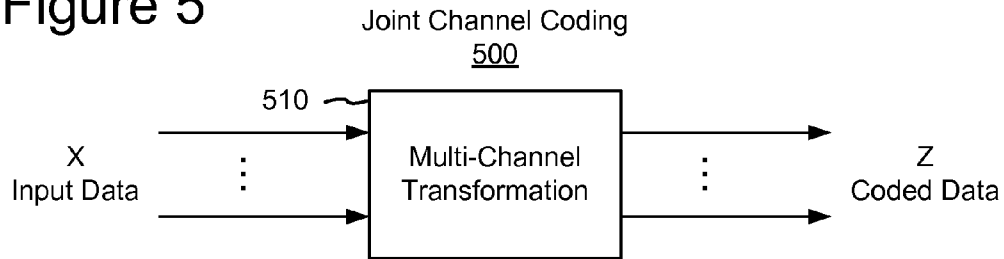 Figure 5
Joint Channel Coding
500
510
X
Input Data
Multi-Channel
Transformation
Z
Coded Data